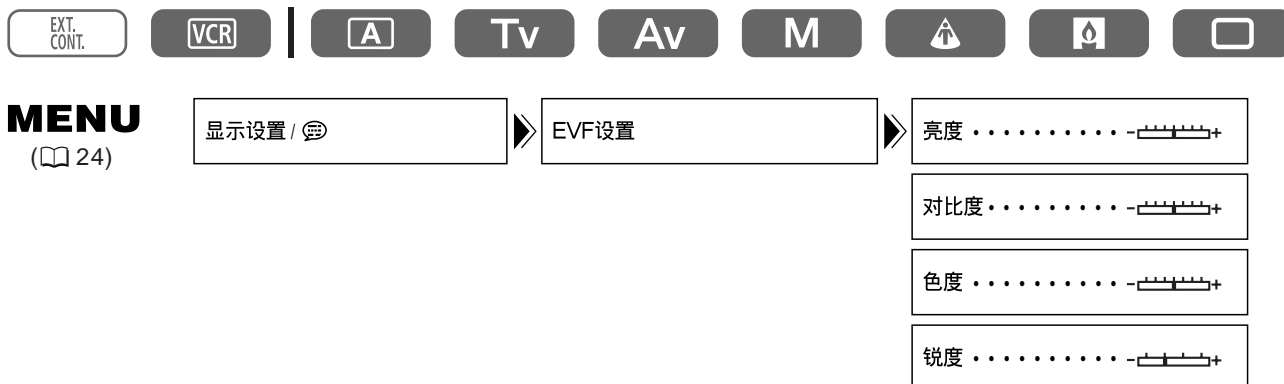 EXT. CONT. VCR A Tv Av M
MENU 显示设置 / EVF设置 亮度 ·········· - +
(24)
对比度 ········· - +
色度 ·········· - +
锐度 ·········· - +